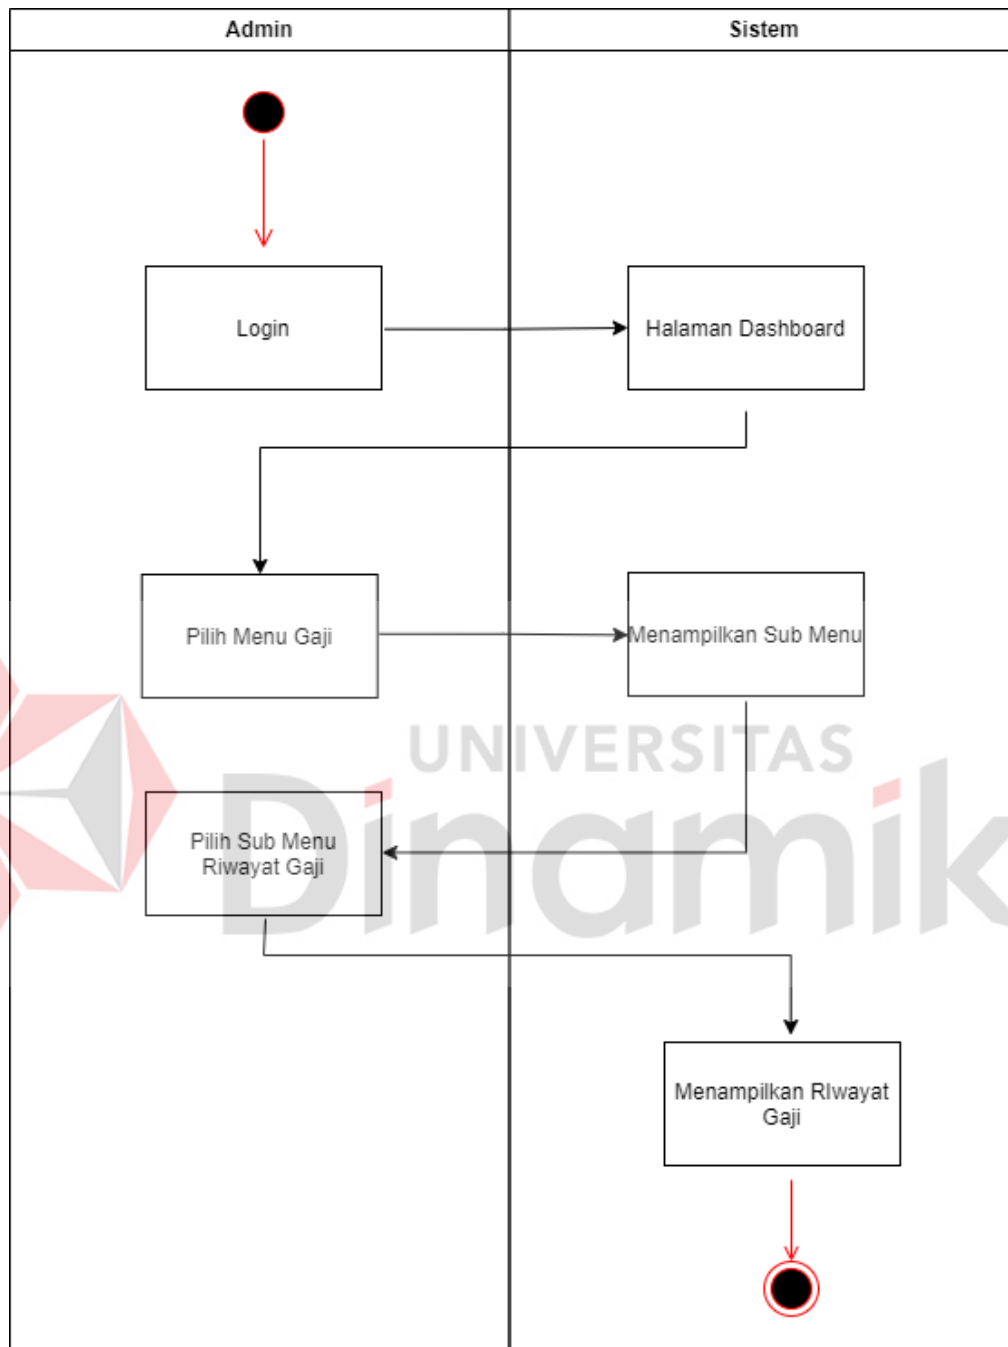 Admin
Sistem
Login
Halaman Dashboard
Pilih Menu Gaji
Menampilkan Sub Menu
UNIVERSITAS
Dinamik
Pilih Sub Menu
Riwayat Gaji
Menampilkan RIwayat
Gaji